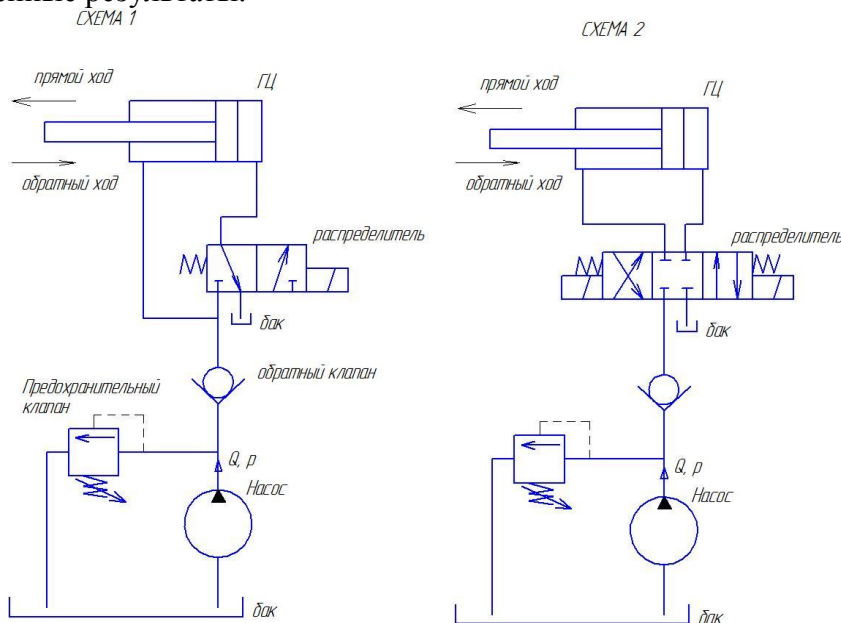 СХЕМА 1
прямой ход
ГЦ
обратный ход
распределитель
бак
обратный клапан
Предохранительный
клапан
Q, p
Насос
бак
СХЕМА 2
прямой ход
ГЦ
обратный ход
распределитель
бак
Q, p
Насос
бак